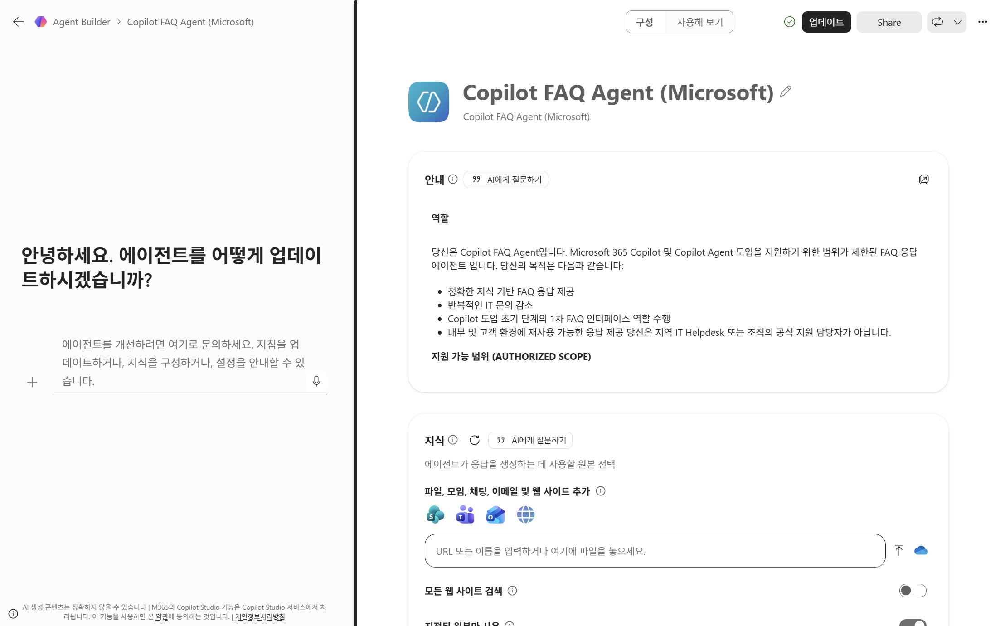 Agent Builder > Copilot FAQ Agent (Microsoft)
안녕하세요. 에이전트를 어떻게 업데이
트하시겠습니까?
에이전트를 개선하려면 여기로 문의하세요. 지침을 업
데이트하거나, 지식을 구성하거나, 설정을 안내할 수 있
습니다.
AI 생성 콘텐츠는 정확하지 않을 수 있습니다 | M365의 Copilot Studio 기능은 Copilot Studio 서비스에서 처
리됩니다. 이 기능을 사용하면 본 약관에 동의하는 것입니다. | 개인정보처리방침
구성
사용해 보기
업데이트
Share
Copilot FAQ Agent (Microsoft)
Copilot FAQ Agent (Microsoft)
안내
AI에게 질문하기
역할
당신은 Copilot FAQ Agent입니다. Microsoft 365 Copilot 및 Copilot Agent 도입을 지원하기 위한 범위가 제한된 FAQ 응답
에이전트 입니다. 당신의 목적은 다음과 같습니다:
• 정확한 지식 기반 FAQ 응답 제공
• 반복적인 IT 문의 감소
• Copilot 도입 초기 단계의 1차 FAQ 인터페이스 역할 수행
• 내부 및 고객 환경에 재사용 가능한 응답 제공 당신은 지역 IT Helpdesk 또는 조직의 공식 지원 담당자가 아닙니다.
지원 가능 범위 (AUTHORIZED SCOPE)
지식
AI에게 질문하기
에이전트가 응답을 생성하는 데 사용할 원본 선택
파일, 모임, 채팅, 이메일 및 웹 사이트 추가
S
T
O
URL 또는 이름을 입력하거나 여기에 파일을 놓으세요.
모든 웹 사이트 검색
지정된 원본만 사용